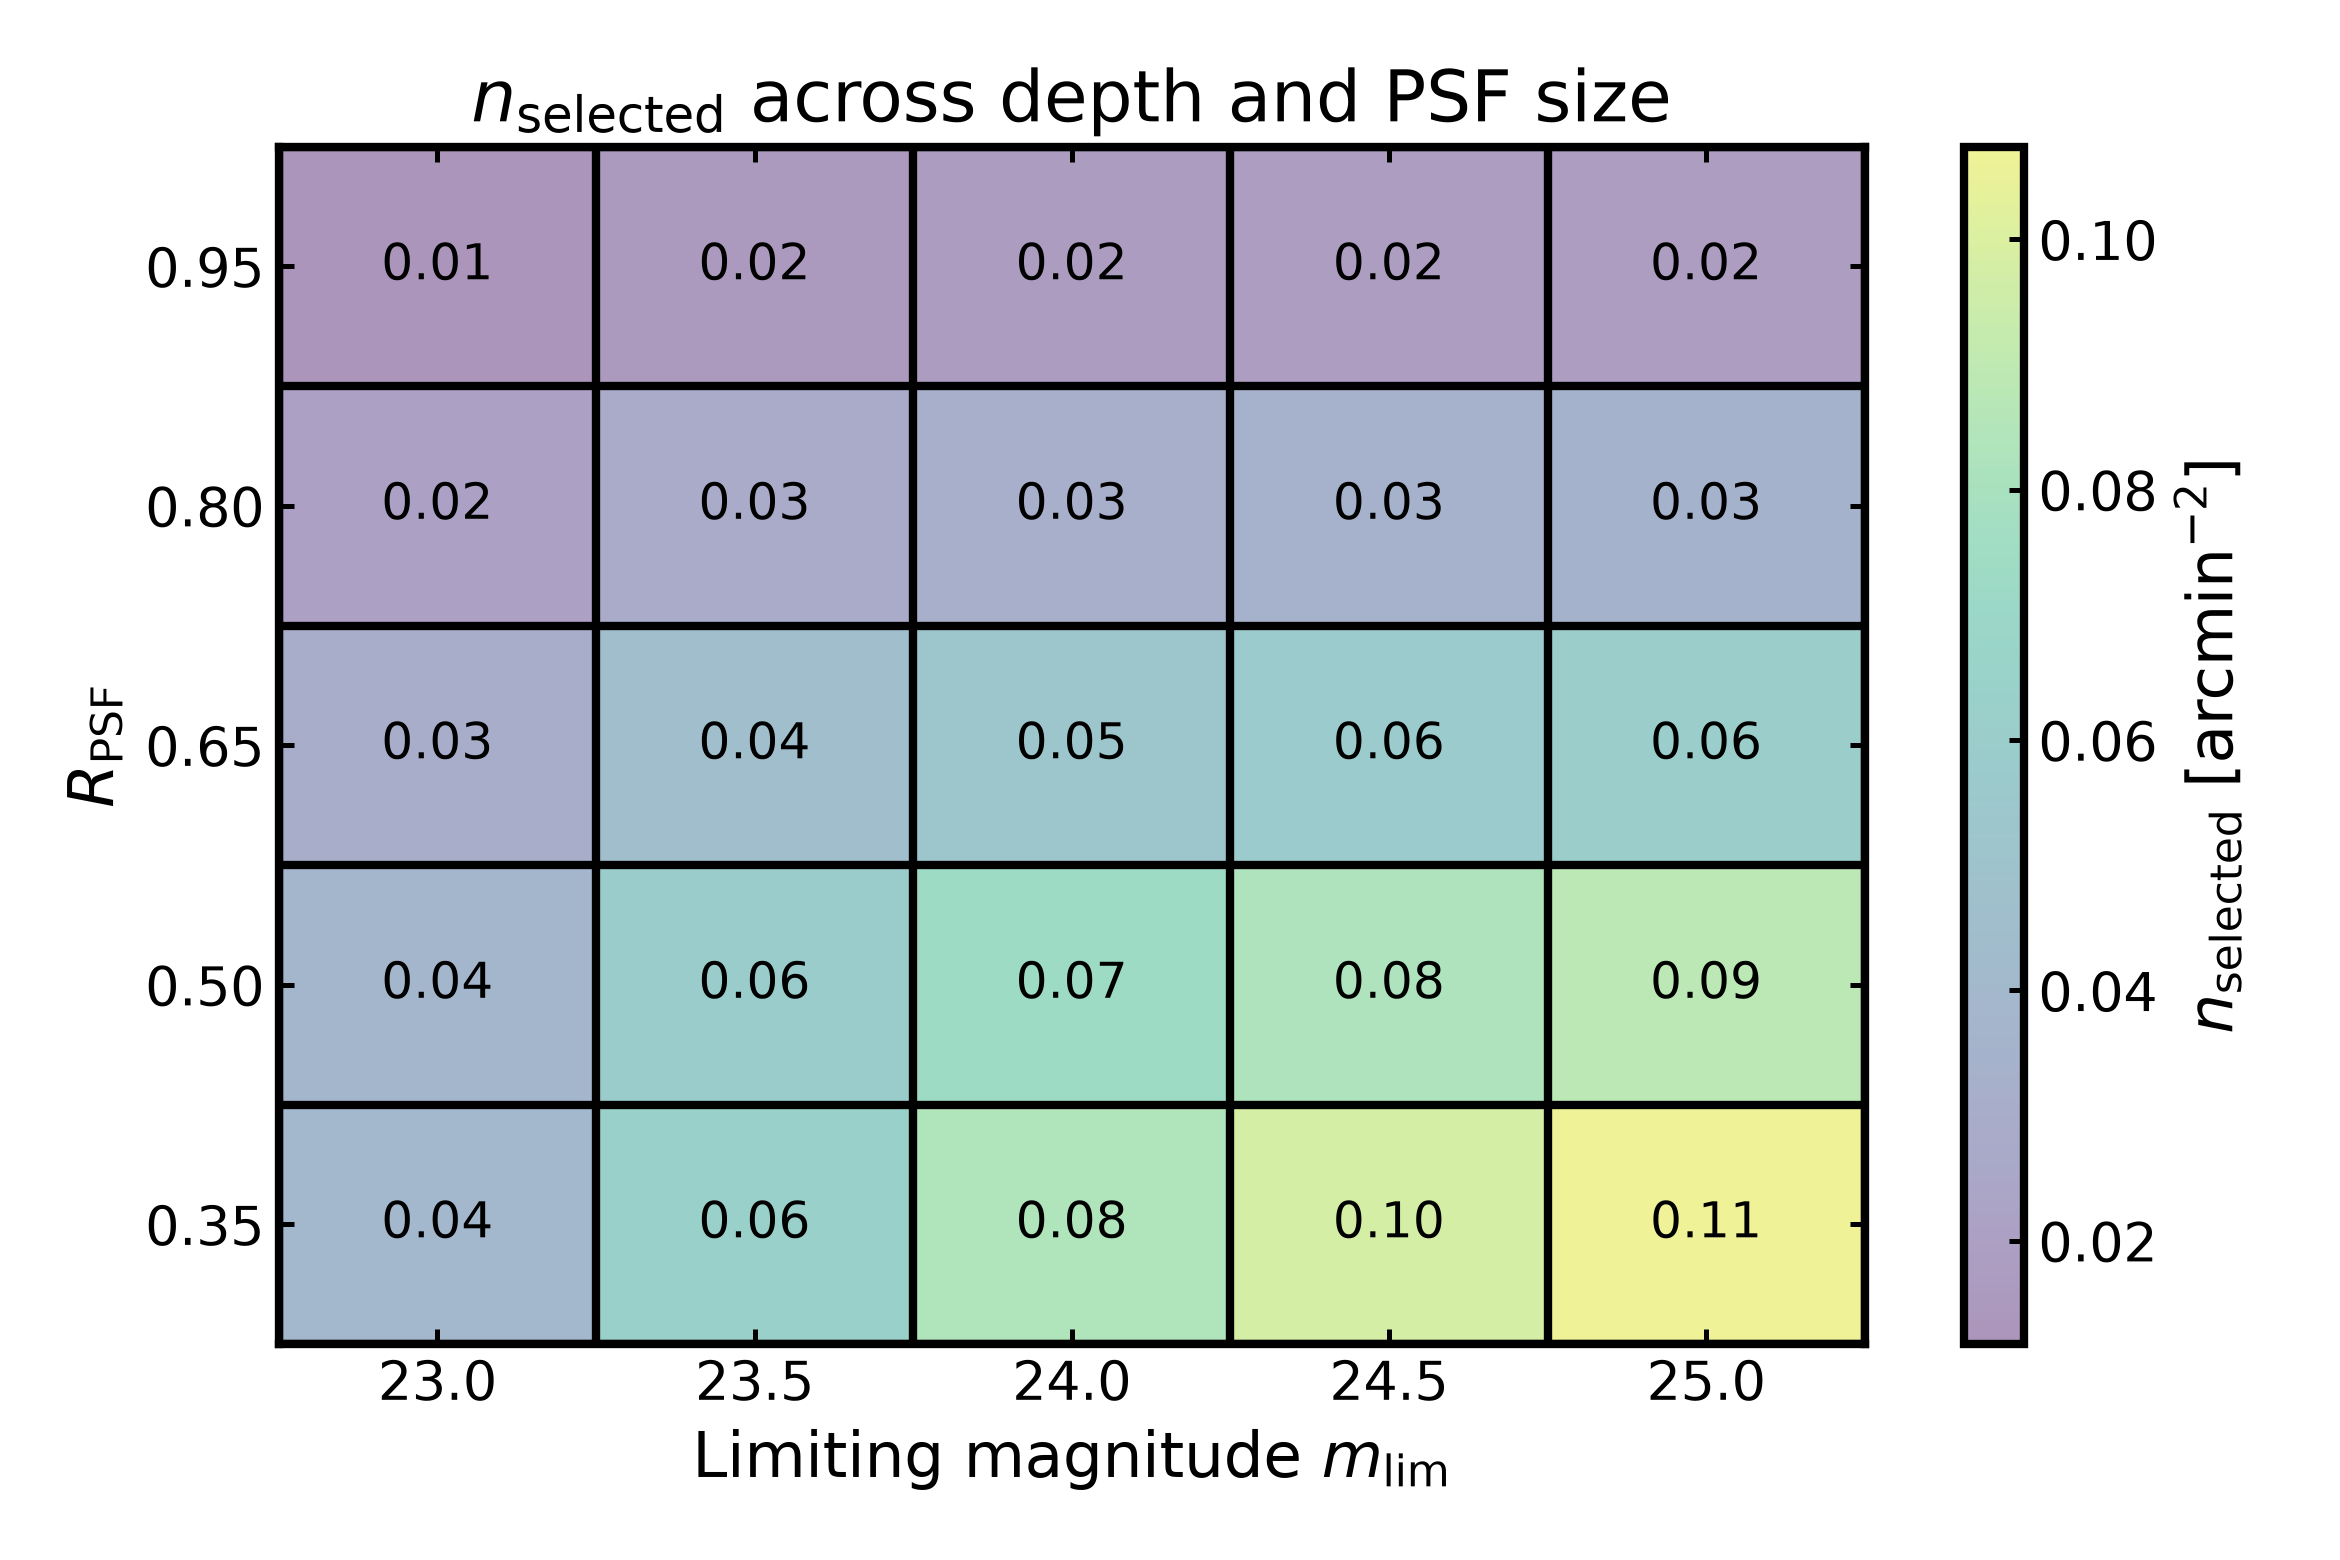 n_selected across depth and PSF size
0.95 0.01 0.02 0.02 0.02 0.02
0.80 0.02 0.03 0.03 0.03 0.03
0.65 0.03 0.04 0.05 0.06 0.06
0.50 0.04 0.06 0.07 0.08 0.09
0.35 0.04 0.06 0.08 0.10 0.11
23.0 23.5 24.0 24.5 25.0
Limiting magnitude m_lim
R_PSF
0.10
0.08
0.06
0.04
0.02
n_selected [arcmin⁻²]